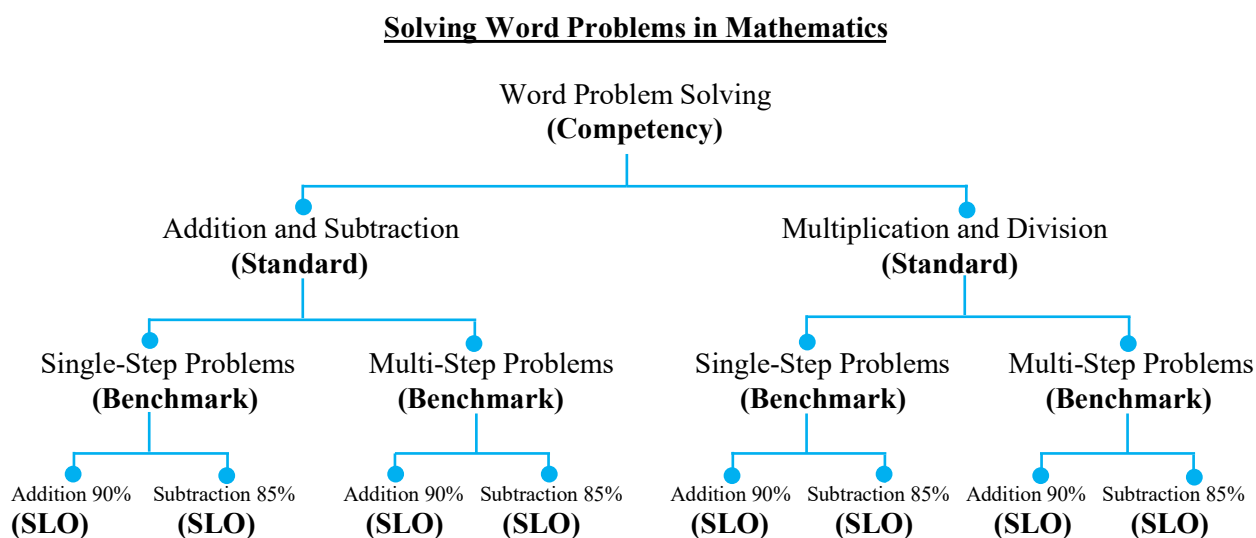 Solving Word Problems in Mathematics
Word Problem Solving
(Competency)
Addition and Subtraction
(Standard)
Multiplication and Division
(Standard)
Single-Step Problems
(Benchmark)
Multi-Step Problems
(Benchmark)
Single-Step Problems
(Benchmark)
Multi-Step Problems
(Benchmark)
Addition 90%
(SLO)
Subtraction 85%
(SLO)
Addition 90%
(SLO)
Subtraction 85%
(SLO)
Addition 90%
(SLO)
Subtraction 85%
(SLO)
Addition 90%
(SLO)
Subtraction 85%
(SLO)